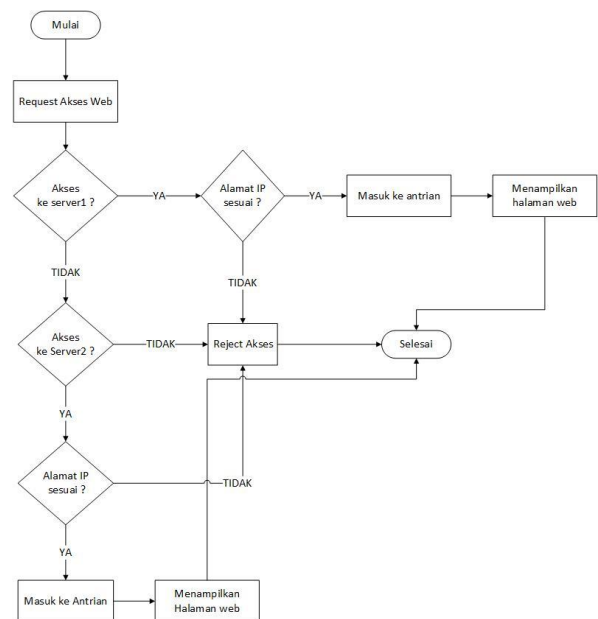 Mulai
Request Akses Web
Akses
ke server1 ?
YA
Alamat IP
sesuai ?
YA
Masuk ke antrian
Menampilkan
halaman web
TIDAK
TIDAK
Akses
ke Server2 ?
TIDAK
Reject Akses
Selesai
YA
Alamat IP
sesuai ?
TIDAK
YA
Masuk ke Antrian
Menampilkan
Halaman web